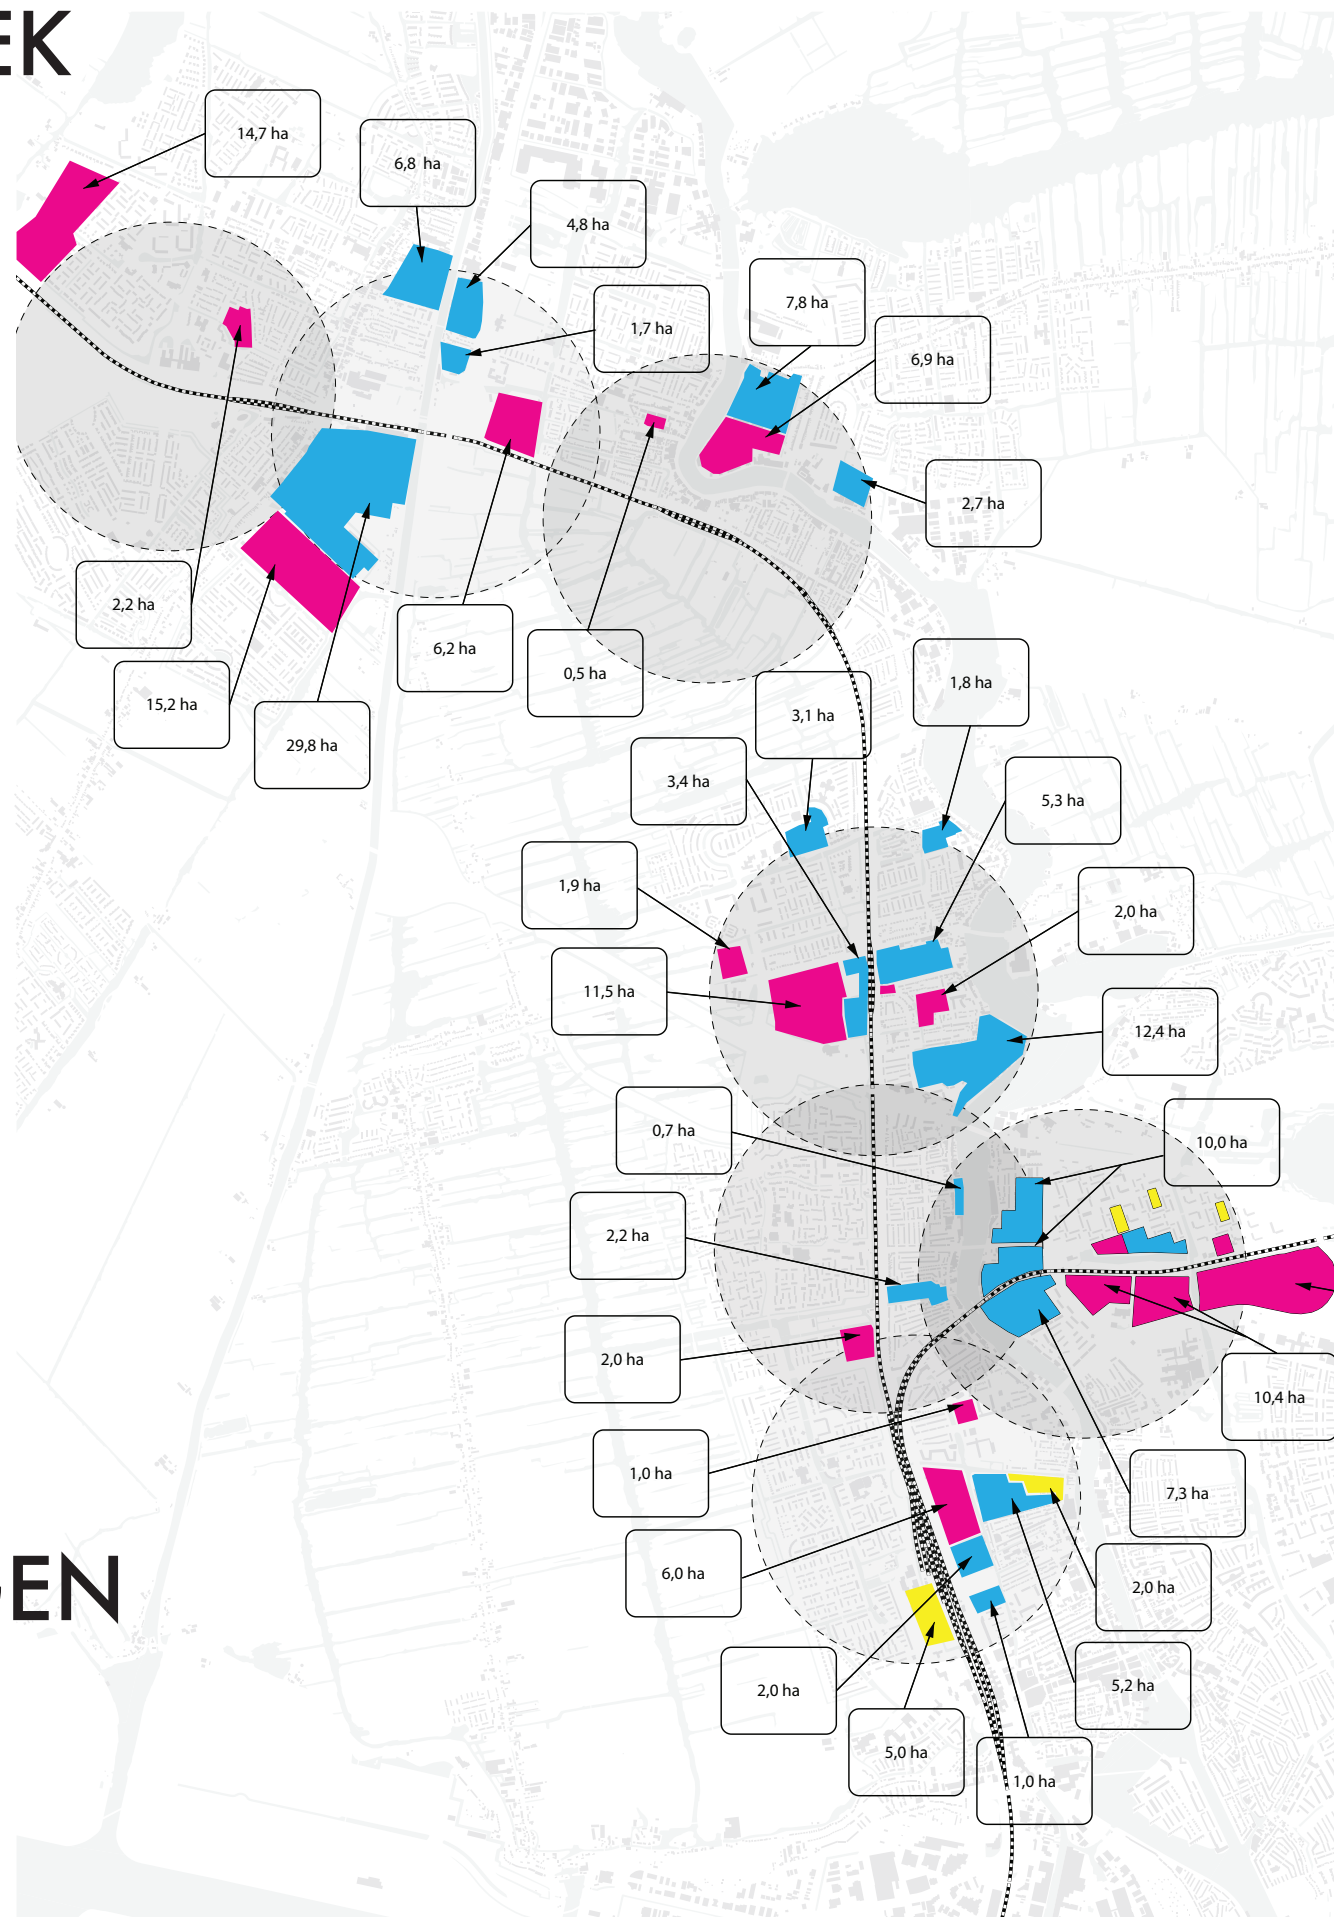 EK
14,7 ha
6,8 ha
4,8 ha
7,8 ha
1,7 ha
6,9 ha
2,7 ha
2,2 ha
6,2 ha
0,5 ha
1,8 ha
15,2 ha
3,1 ha
29,8 ha
3,4 ha
5,3 ha
1,9 ha
2,0 ha
11,5 ha
12,4 ha
0,7 ha
10,0 ha
2,2 ha
2,0 ha
10,4 ha
1,0 ha
7,3 ha
6,0 ha
GEN
2,0 ha
2,0 ha
5,2 ha
5,0 ha
1,0 ha